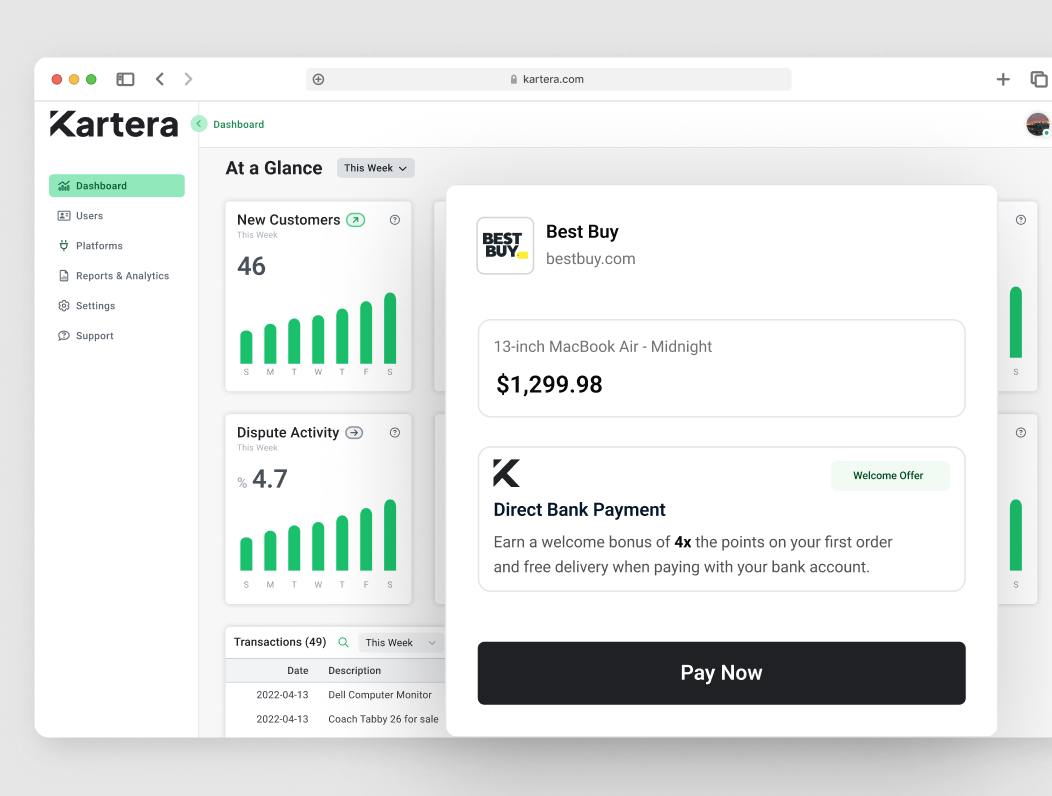 kartera.com
Kartera
Dashboard
At a Glance
This Week
Dashboard
Users
Platforms
Reports & Analytics
Settings
Support
New Customers
This Week
46
S M T W T F S
S
Dispute Activity
This Week
% 4.7
S M T W T F S
S
Transactions (49)
This Week
Date Description
2022-04-13 Dell Computer Monitor
2022-04-13 Coach Tabby 26 for sale
BEST
BUY
Best Buy
bestbuy.com
13-inch MacBook Air - Midnight
$1,299.98
K
Welcome Offer
Direct Bank Payment
Earn a welcome bonus of 4x the points on your first order
and free delivery when paying with your bank account.
Pay Now